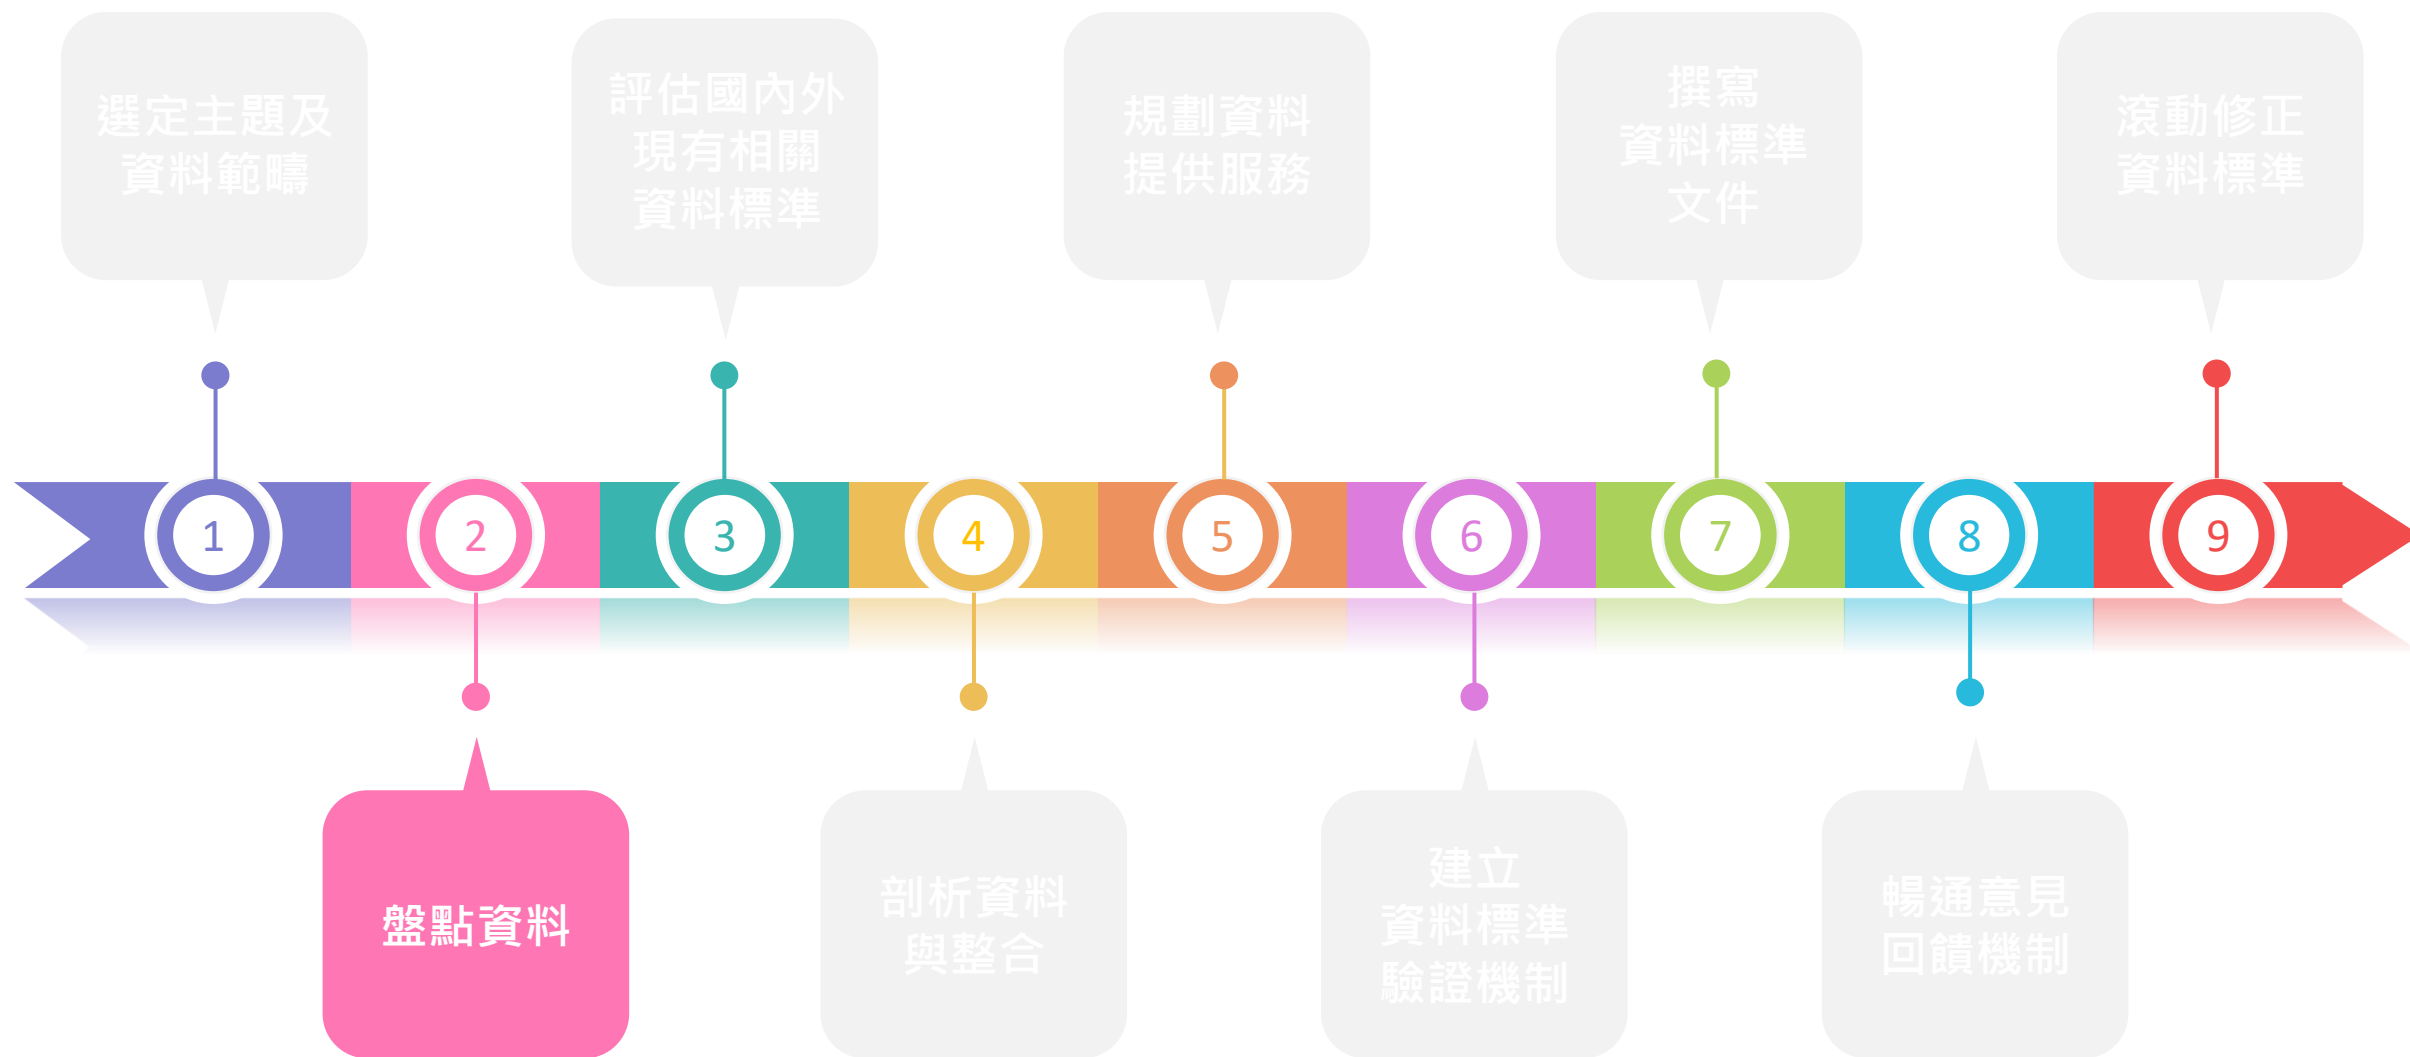 選定主題及
資料範疇
評估國內外
現有相關
資料標準
規劃資料
提供服務
撰寫
資料標準
文件
滾動修正
資料標準
1
2
3
4
5
6
7
8
9
盤點資料
剖析資料
與整合
建立
資料標準
驗證機制
暢通意見
回饋機制